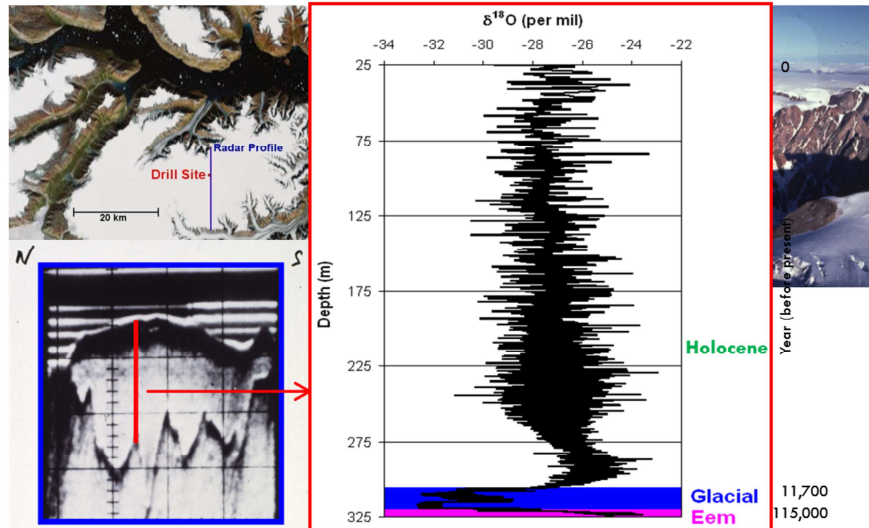 Radar Profile
Drill Site
20 km
N
S
δ¹⁸O (per mil)
-34 -32 -30 -28 -26 -24 -22
Depth (m)
25
75
125
175
225
275
325
Holocene
Glacial
Eem
Year (before present)
0
11,700
115,000